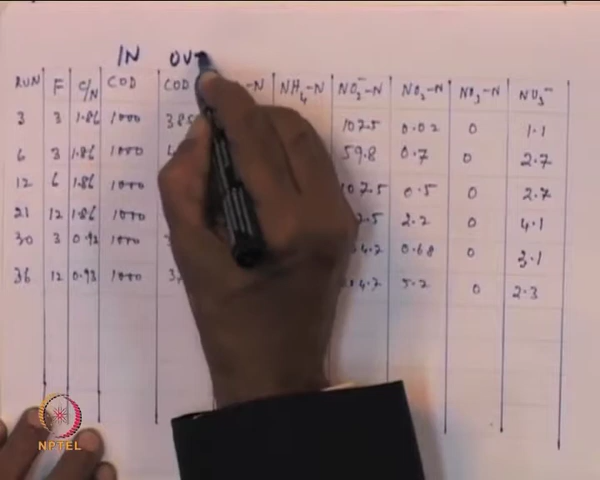 IN OUT
RUN F C/N COD COD -N NH4-N NO2⁻-N NO2-N NO3-N NO3⁻
3 3 1.86 1000 107.5 0.02 0 1.1
6 3 1.86 1000 59.8 0.7 0 2.7
12 6 1.86 1000 107.5 0.5 0 2.7
21 12 1.86 1000 2.2 0 4.1
30 3 0.93 1000 0.68 0 3.1
36 12 0.93 1000 5.2 0 2.3
NPTEL